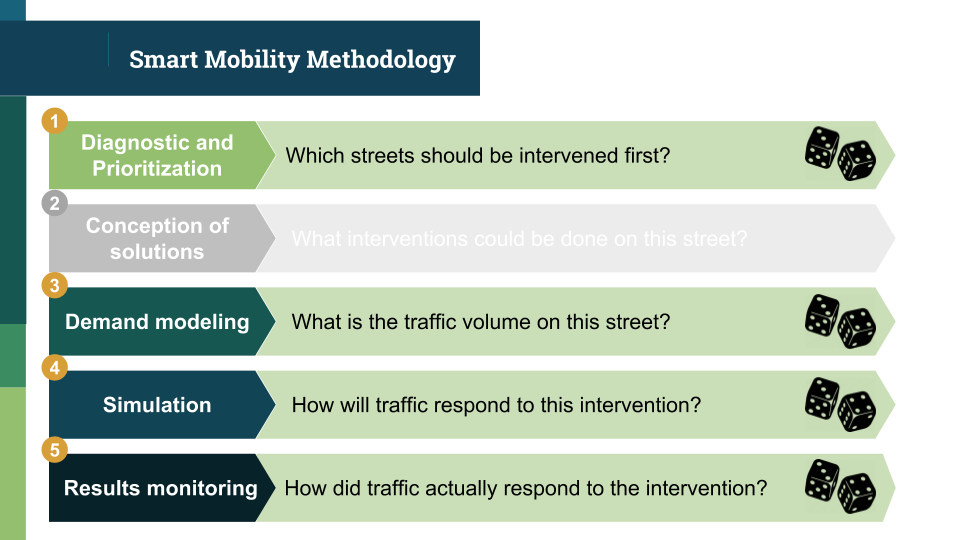 Smart Mobility Methodology
1
Diagnostic and
Prioritization
Which streets should be intervened first?
2
Conception of
solutions
What interventions could be done on this street?
3
Demand modeling
What is the traffic volume on this street?
4
Simulation
How will traffic respond to this intervention?
5
Results monitoring
How did traffic actually respond to the intervention?